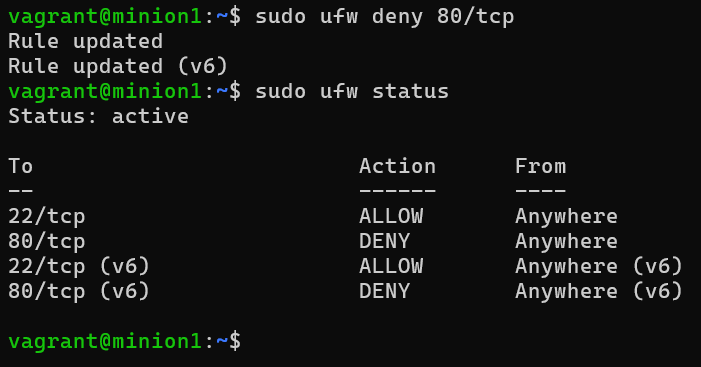 vagrant@minion1:~$ sudo ufw deny 80/tcp
Rule updated
Rule updated (v6)
vagrant@minion1:~$ sudo ufw status
Status: active
To                         Action      From
--                         ------      ----
22/tcp                     ALLOW       Anywhere
80/tcp                     DENY        Anywhere
22/tcp (v6)                ALLOW       Anywhere (v6)
80/tcp (v6)                DENY        Anywhere (v6)
vagrant@minion1:~$